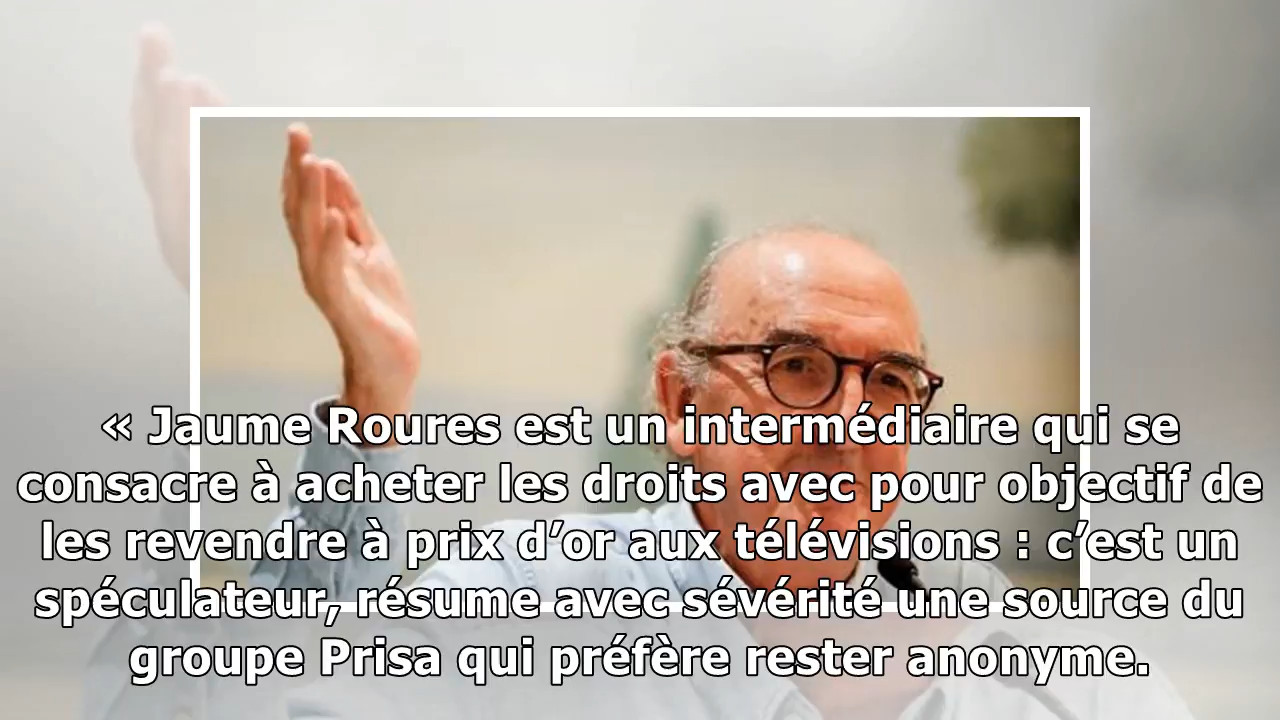 « Jaume Roures est un intermédiaire qui se
consacre à acheter les droits avec pour objectif de
les revendre à prix d’or aux télévisions : c’est un
spéculateur, résume avec sévérité une source du
groupe Prisa qui préfère rester anonyme.